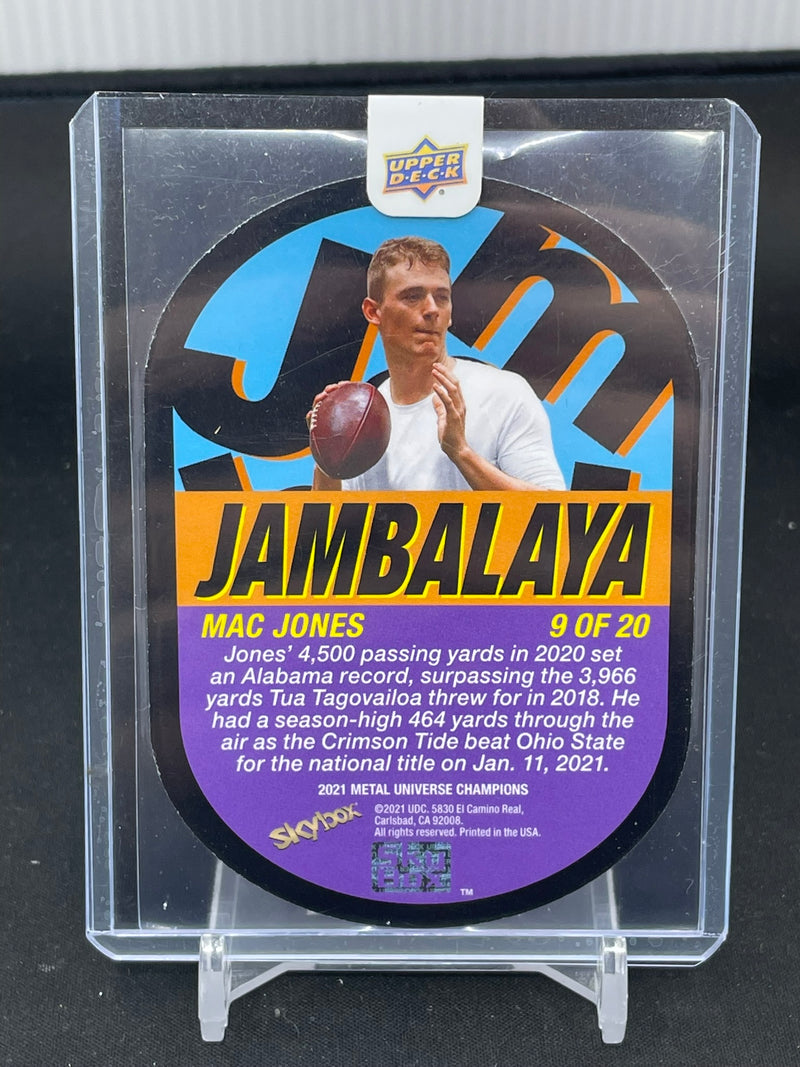 UPPER
D·E·C·K
JAMBALAYA
MAC JONES 9 OF 20
Jones' 4,500 passing yards in 2020 set
an Alabama record, surpassing the 3,966
yards Tua Tagovailoa threw for in 2018. He
had a season-high 464 yards through the
air as the Crimson Tide beat Ohio State
for the national title on Jan. 11, 2021.
2021 METAL UNIVERSE CHAMPIONS
skybox
©2021 UDC. 5830 El Camino Real,
Carlsbad, CA 92008.
All rights reserved. Printed in the USA.
TM